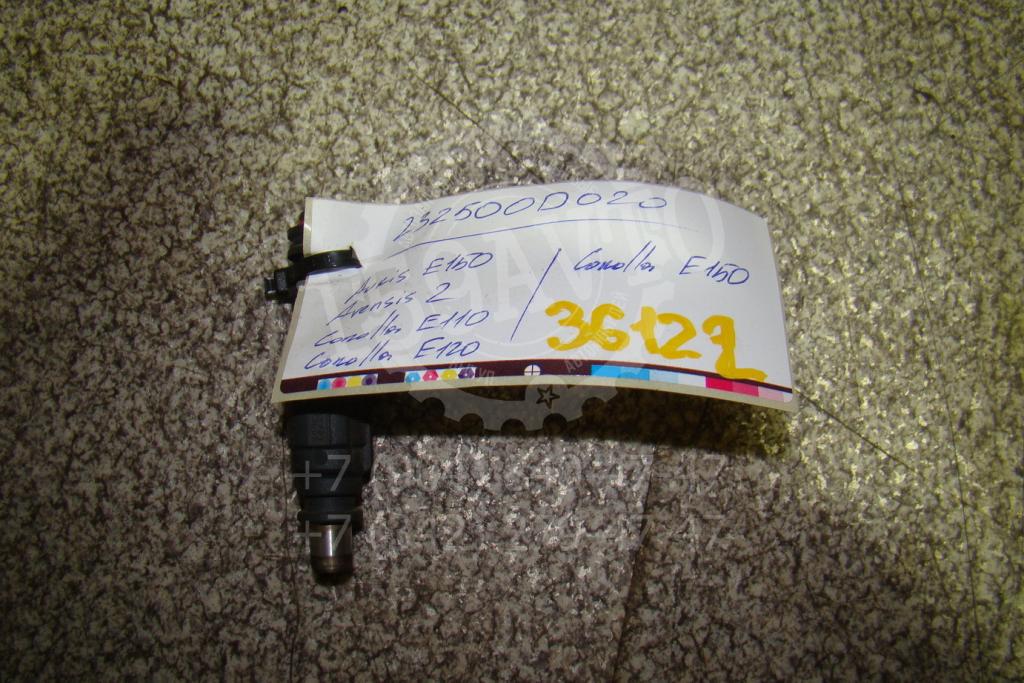 232500D020
Auris E150
Avensis 2
Corolla E110
Corolla E120
/ Corolla E150
36122